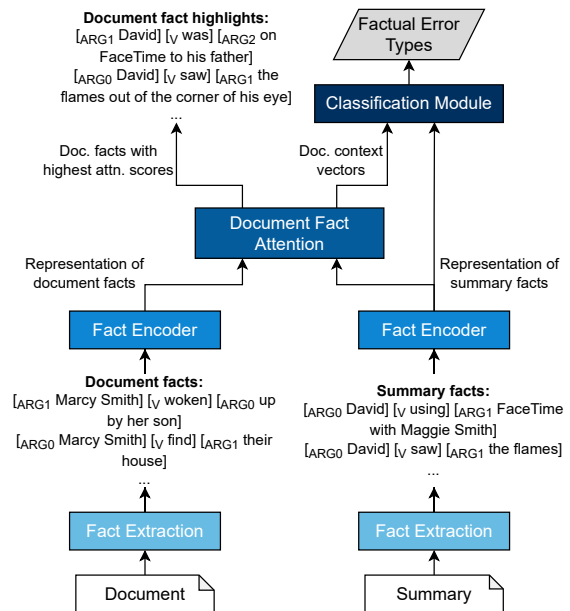 Document fact highlights:
[ARG1 David] [V was] [ARG2 on
FaceTime to his father]
[ARG0 David] [V saw] [ARG1 the
flames out of the corner of his eye]
...
Factual Error
Types
Classification Module
Doc. facts with
highest attn. scores
Doc. context
vectors
Document Fact
Attention
Representation of
document facts
Representation of
summary facts
Fact Encoder
Fact Encoder
Document facts:
[ARG1 Marcy Smith] [V woken] [ARG0 up
by her son]
[ARG0 Marcy Smith] [V find] [ARG1 their
house]
...
Summary facts:
[ARG0 David] [V using] [ARG1 FaceTime
with Maggie Smith]
[ARG0 David] [V saw] [ARG1 the flames]
...
Fact Extraction
Fact Extraction
Document
Summary